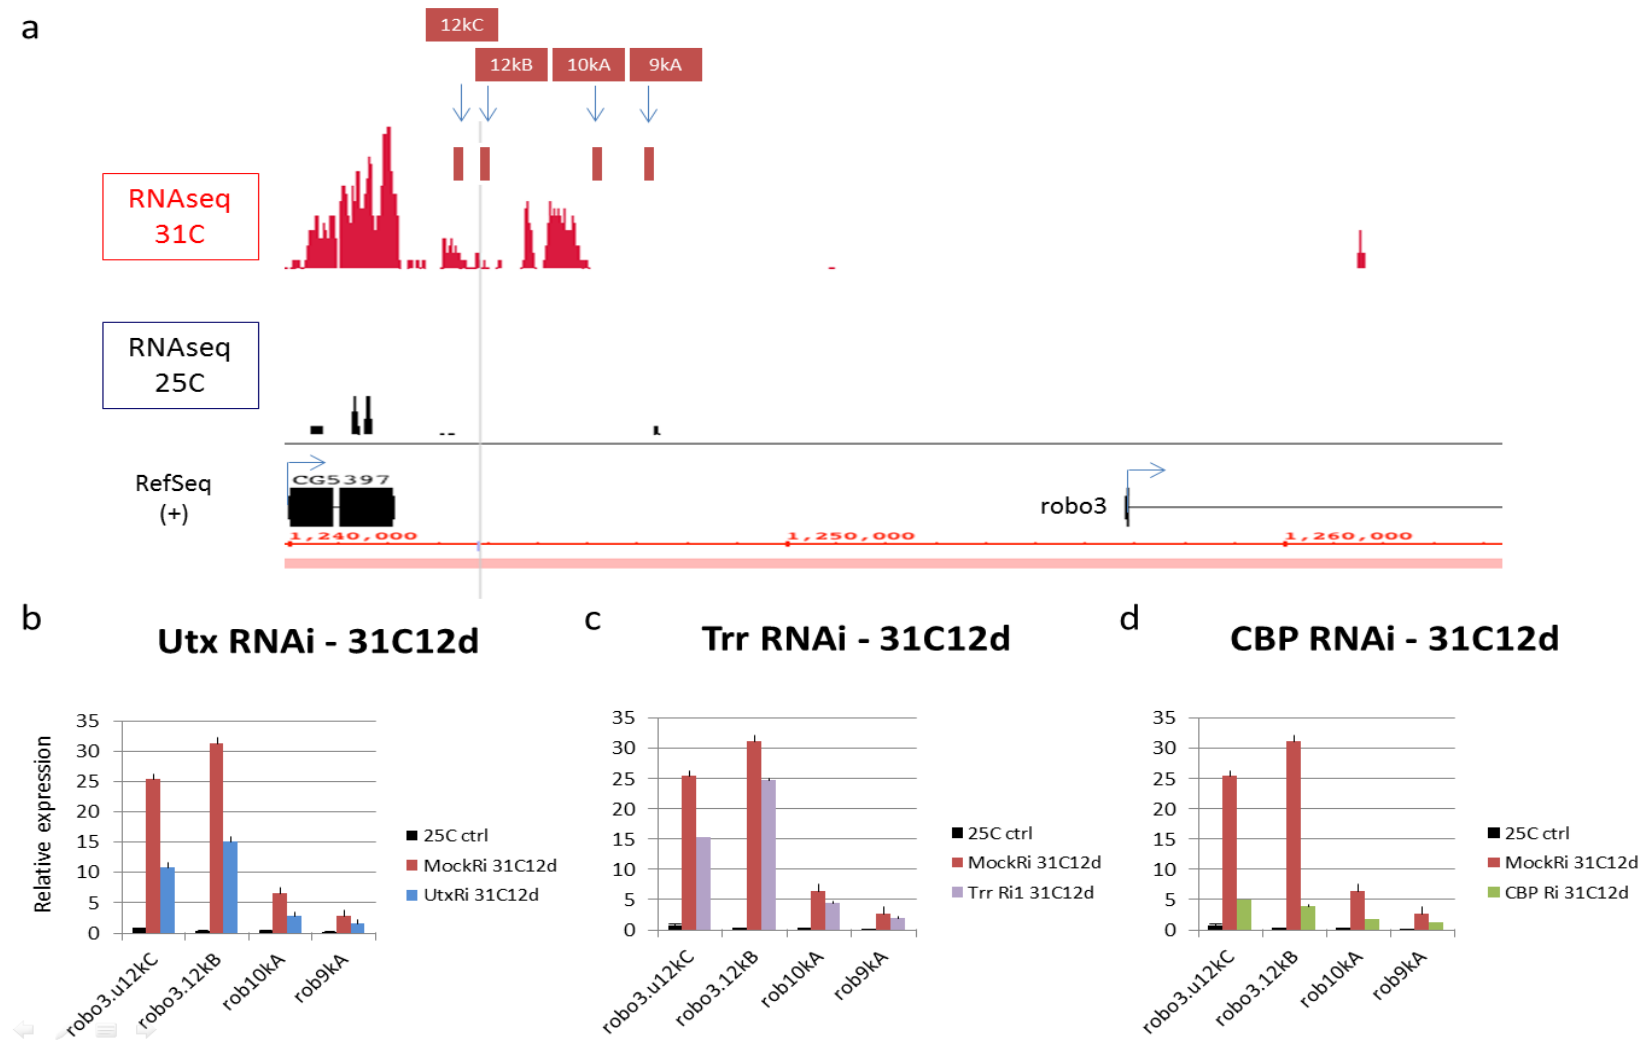 a
12kC
12kB 10kA 9kA
RNAseq
31C
RNAseq
25C
RefSeq
(+)
CG5397
robo3
1,240,000 1,250,000 1,260,000
b
Utx RNAi - 31C12d
Relative expression
35
30
25
20
15
10
5
0
robo3.u12kC
robo3.12kB
rob10kA
rob9kA
25C ctrl
MockRi 31C12d
UtxRi 31C12d
c
Trr RNAi - 31C12d
35
30
25
20
15
10
5
0
robo3.u12kC
robo3.12kB
rob10kA
rob9kA
25C ctrl
MockRi 31C12d
Trr Ri1 31C12d
d
CBP RNAi - 31C12d
35
30
25
20
15
10
5
0
robo3.u12kC
robo3.12kB
rob10kA
rob9kA
25C ctrl
MockRi 31C12d
CBP Ri 31C12d